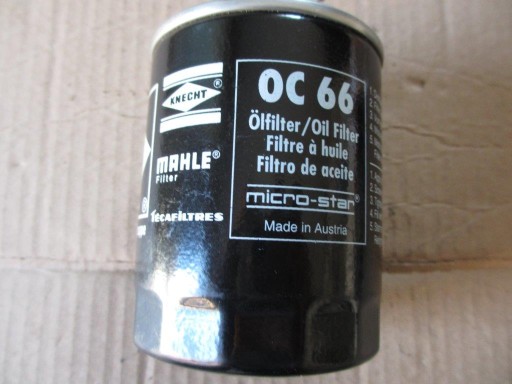 KNECHT®
MAHLE®
Filter
TECAFILTRES
OC 66
Ölfilter/Oil Filter
Filtre à huile
Filtro de aceite
micro-star®
Made in Austria